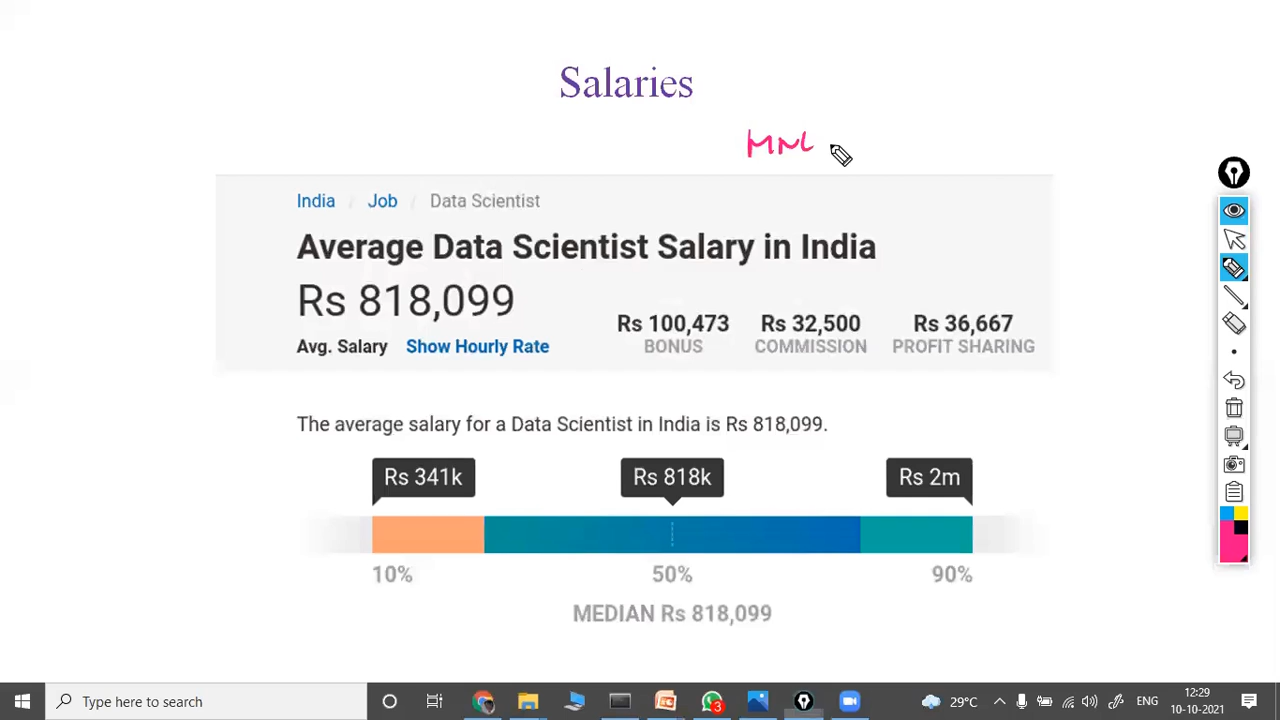 Salaries
MNC
India / Job / Data Scientist
Average Data Scientist Salary in India
Rs 818,099
Rs 100,473 Rs 32,500 Rs 36,667
Avg. Salary Show Hourly Rate BONUS COMMISSION PROFIT SHARING
The average salary for a Data Scientist in India is Rs 818,099.
Rs 341k Rs 818k Rs 2m
10% 50% 90%
MEDIAN Rs 818,099
Type here to search 3 29°C ENG 12:29
10-10-2021